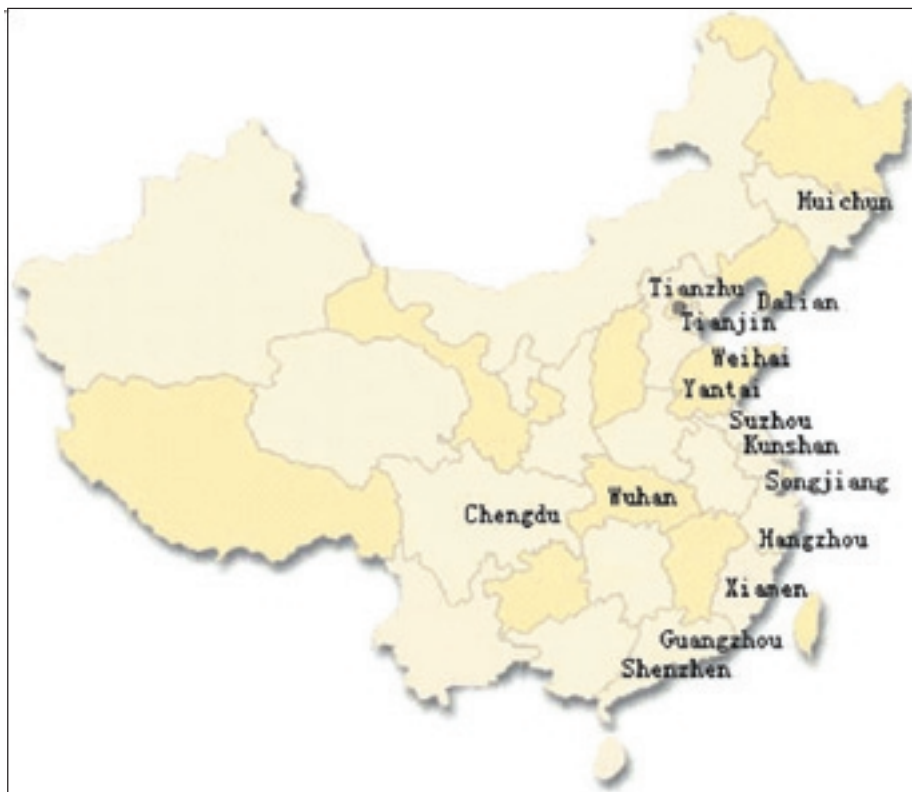 Huichun
Tianzhu
Dalian
Tianjin
Weihai
Yantai
Suzhou
Kunshan
Songjiang
Wuhan
Chengdu
Hangzhou
Xiamen
Guangzhou
Shenzhen